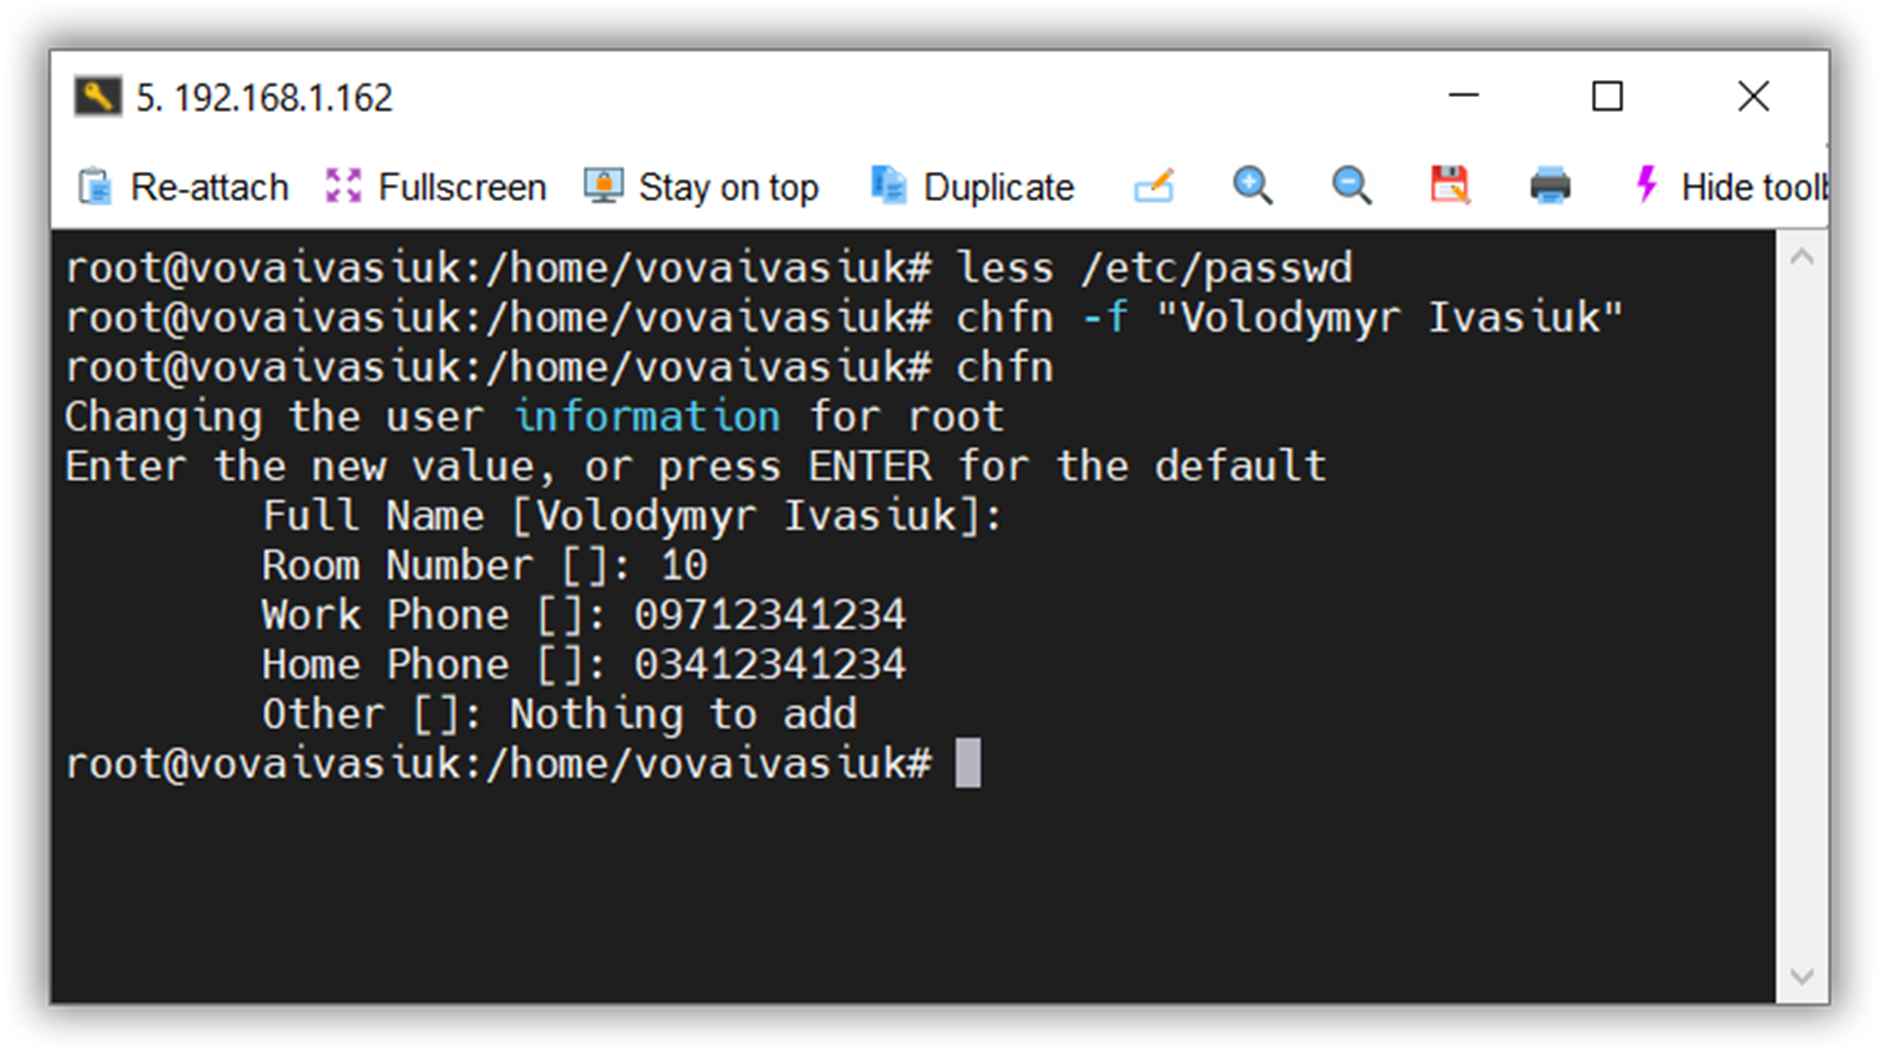 5. 192.168.1.162
Re-attach Fullscreen Stay on top Duplicate Hide toolb
root@vovaivasiuk:/home/vovaivasiuk# less /etc/passwd
root@vovaivasiuk:/home/vovaivasiuk# chfn -f "Volodymyr Ivasiuk"
root@vovaivasiuk:/home/vovaivasiuk# chfn
Changing the user information for root
Enter the new value, or press ENTER for the default
Full Name [Volodymyr Ivasiuk]:
Room Number []: 10
Work Phone []: 09712341234
Home Phone []: 03412341234
Other []: Nothing to add
root@vovaivasiuk:/home/vovaivasiuk#